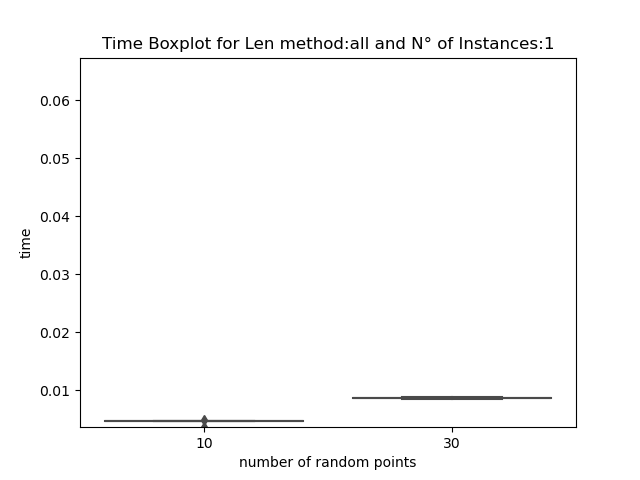 Time Boxplot for Len method:all and N° of Instances:1
0.06
0.05
0.04
0.03
0.02
0.01
time
10 30
number of random points